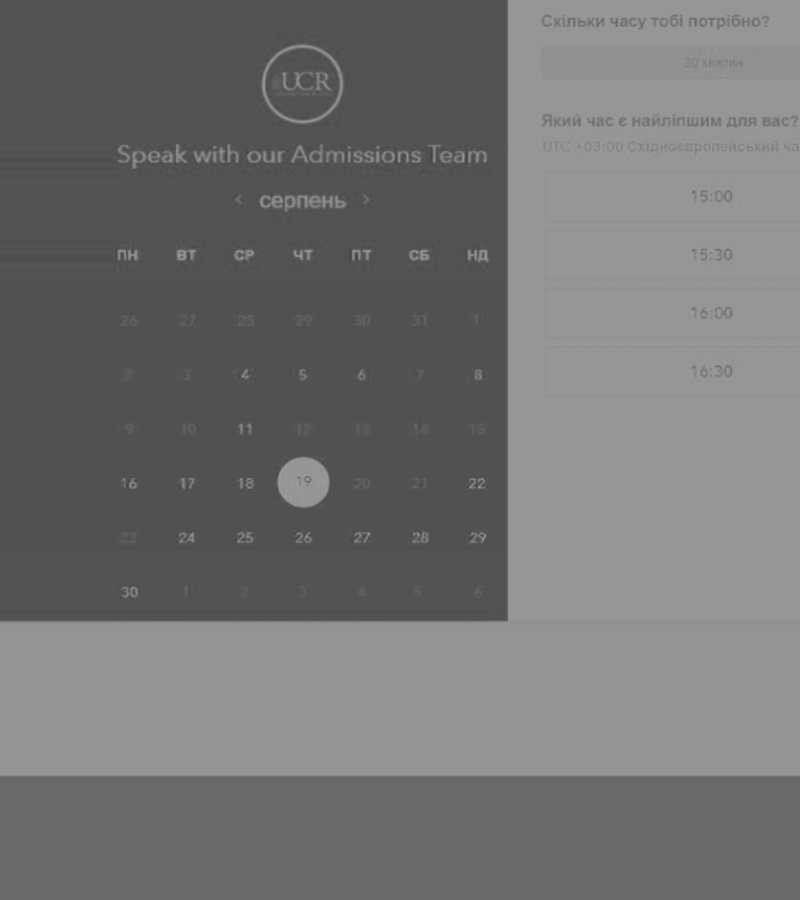 UCR
Speak with our Admissions Team
< серпень >
ПН ВТ СР ЧТ ПТ СБ НД
26 27 28 29 30 31 1
2 3 4 5 6 7 8
9 10 11 12 13 14 15
16 17 18 19 20 21 22
23 24 25 26 27 28 29
30 1 2 3 4 5 6
Скільки часу тобі потрібно?
30 хвилин
Який час є найліпшим для вас?
UTC +03:00 Східноєвропейський ча
15:00
15:30
16:00
16:30